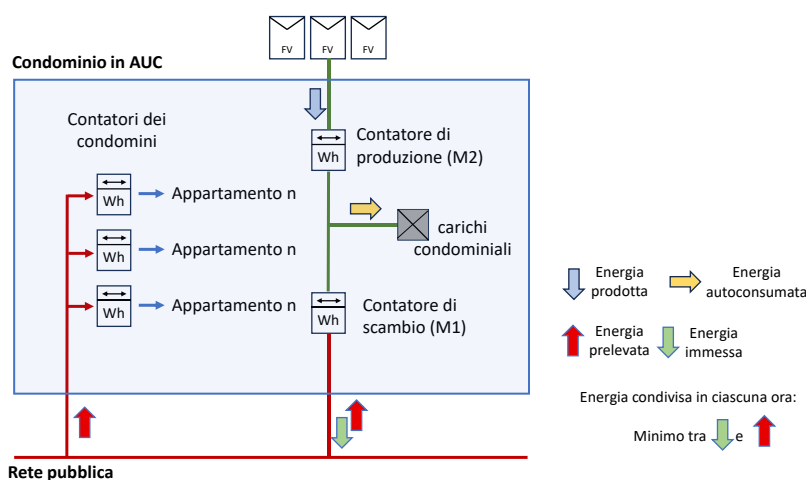 FV FV FV
Condominio in AUC
Contatori dei
condomini
Contatore di
produzione (M2)
Wh
Wh
Appartamento n
carichi
condominiali
Wh
Appartamento n
Wh
Appartamento n
Wh
Contatore di
scambio (M1)
Energia
prodotta
Energia
autoconsumata
Energia
prelevata
Energia
immessa
Energia condivisa in ciascuna ora:
Minimo tra e
Rete pubblica